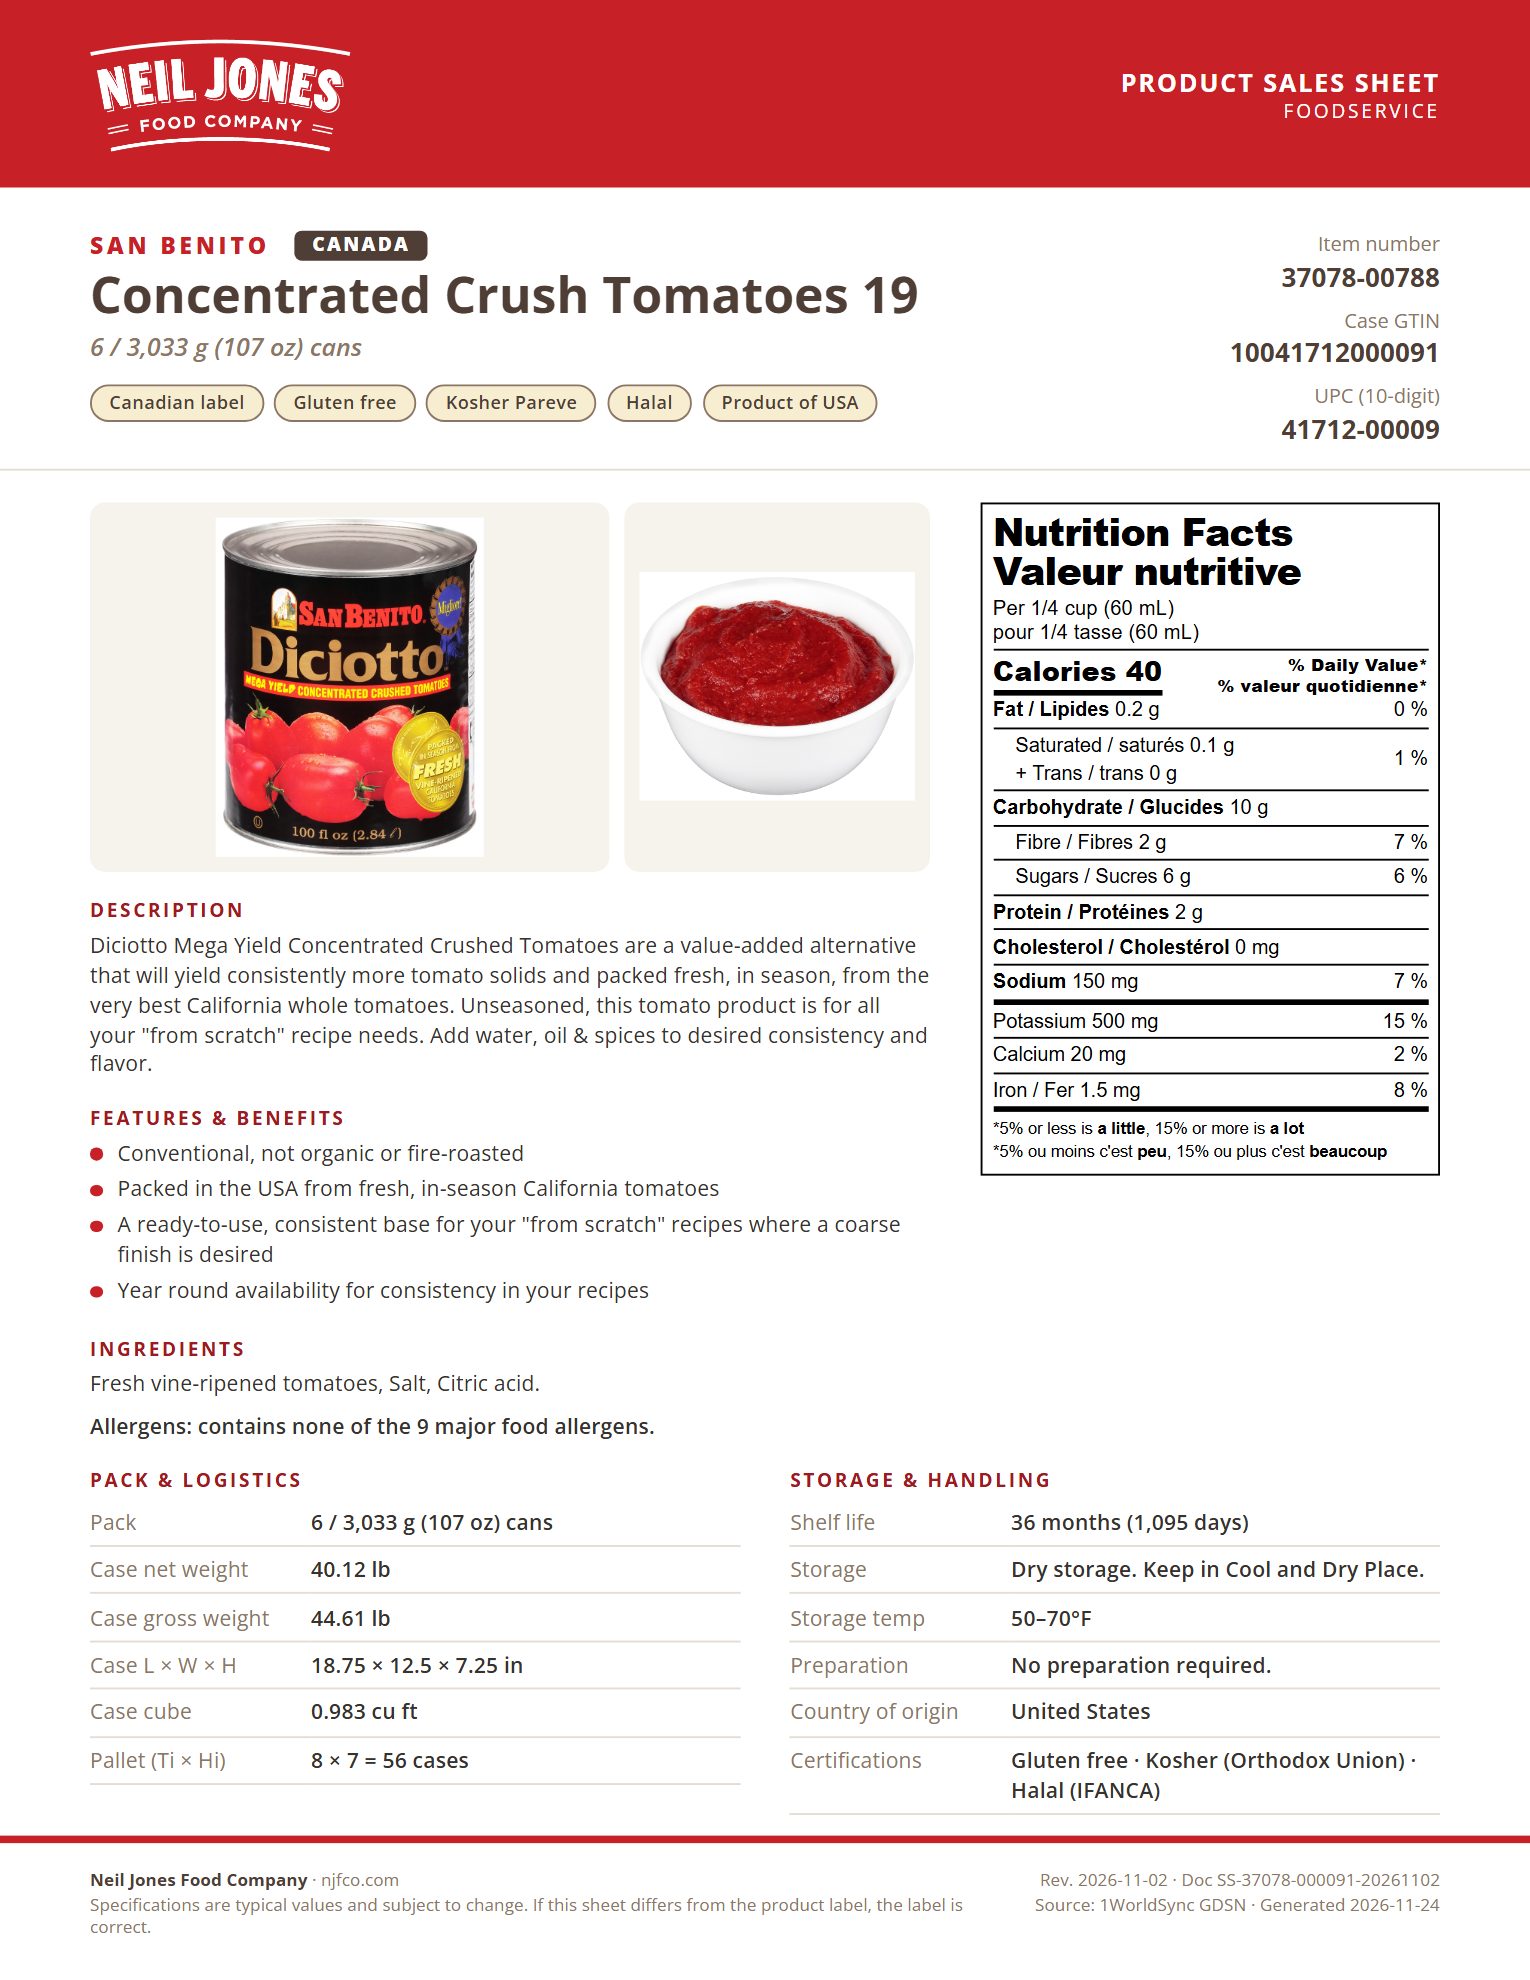 NEIL JONES
FOOD COMPANY
PRODUCT SALES SHEET
FOODSERVICE
SAN BENITO CANADA
Concentrated Crush Tomatoes 19
6 / 3,033 g (107 oz) cans
Canadian label Gluten free Kosher Pareve Halal Product of USA
Item number
37078-00788
Case GTIN
10041712000091
UPC (10-digit)
41712-00009
SAN BENITO.
Migliori
Diciotto
MEGA YIELD CONCENTRATED CRUSHED TOMATOES
PACKED
IN SEASON FROM
FRESH
VINE-RIPENED
CALIFORNIA
TOMATOES
100 fl oz (2.84 ℓ)
Nutrition Facts
Valeur nutritive
Per 1/4 cup (60 mL)
pour 1/4 tasse (60 mL)
Calories 40
% Daily Value*
% valeur quotidienne*
Fat / Lipides 0.2 g 0 %
Saturated / saturés 0.1 g
+ Trans / trans 0 g
1 %
Carbohydrate / Glucides 10 g
Fibre / Fibres 2 g 7 %
Sugars / Sucres 6 g 6 %
Protein / Protéines 2 g
Cholesterol / Cholestérol 0 mg
Sodium 150 mg 7 %
Potassium 500 mg 15 %
Calcium 20 mg 2 %
Iron / Fer 1.5 mg 8 %
*5% or less is a little, 15% or more is a lot
*5% ou moins c'est peu, 15% ou plus c'est beaucoup
DESCRIPTION
Diciotto Mega Yield Concentrated Crushed Tomatoes are a value-added alternative
that will yield consistently more tomato solids and packed fresh, in season, from the
very best California whole tomatoes. Unseasoned, this tomato product is for all
your "from scratch" recipe needs. Add water, oil & spices to desired consistency and
flavor.
FEATURES & BENEFITS
Conventional, not organic or fire-roasted
Packed in the USA from fresh, in-season California tomatoes
A ready-to-use, consistent base for your "from scratch" recipes where a coarse
finish is desired
Year round availability for consistency in your recipes
INGREDIENTS
Fresh vine-ripened tomatoes, Salt, Citric acid.
Allergens: contains none of the 9 major food allergens.
PACK & LOGISTICS
Pack 6 / 3,033 g (107 oz) cans
Case net weight 40.12 lb
Case gross weight 44.61 lb
Case L × W × H 18.75 × 12.5 × 7.25 in
Case cube 0.983 cu ft
Pallet (Ti × Hi) 8 × 7 = 56 cases
STORAGE & HANDLING
Shelf life 36 months (1,095 days)
Storage Dry storage. Keep in Cool and Dry Place.
Storage temp 50–70°F
Preparation No preparation required.
Country of origin United States
Certifications Gluten free · Kosher (Orthodox Union) ·
Halal (IFANCA)
Neil Jones Food Company · njfco.com
Specifications are typical values and subject to change. If this sheet differs from the product label, the label is
correct.
Rev. 2026-11-02 · Doc SS-37078-000091-20261102
Source: 1WorldSync GDSN · Generated 2026-11-24